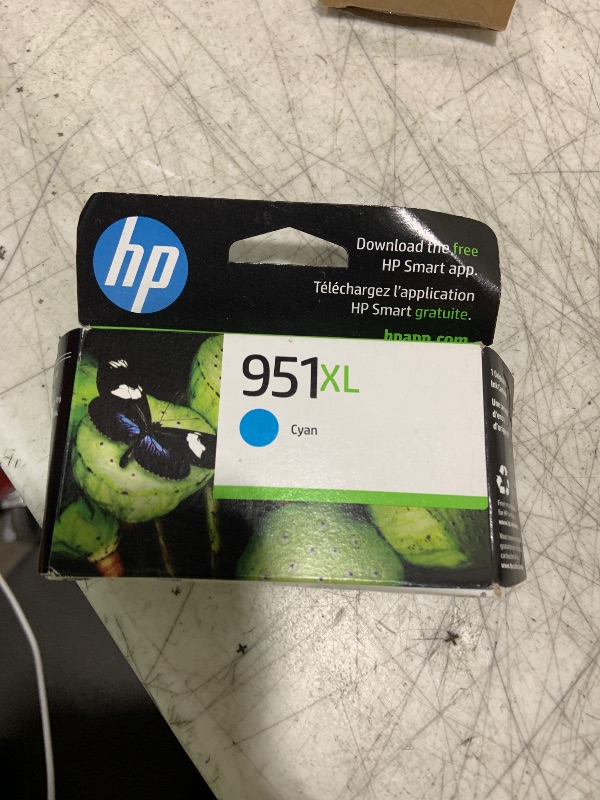 hp
Download the free
HP Smart app.
Téléchargez l'application
HP Smart gratuite.
hpapp.com
951XL
Cyan